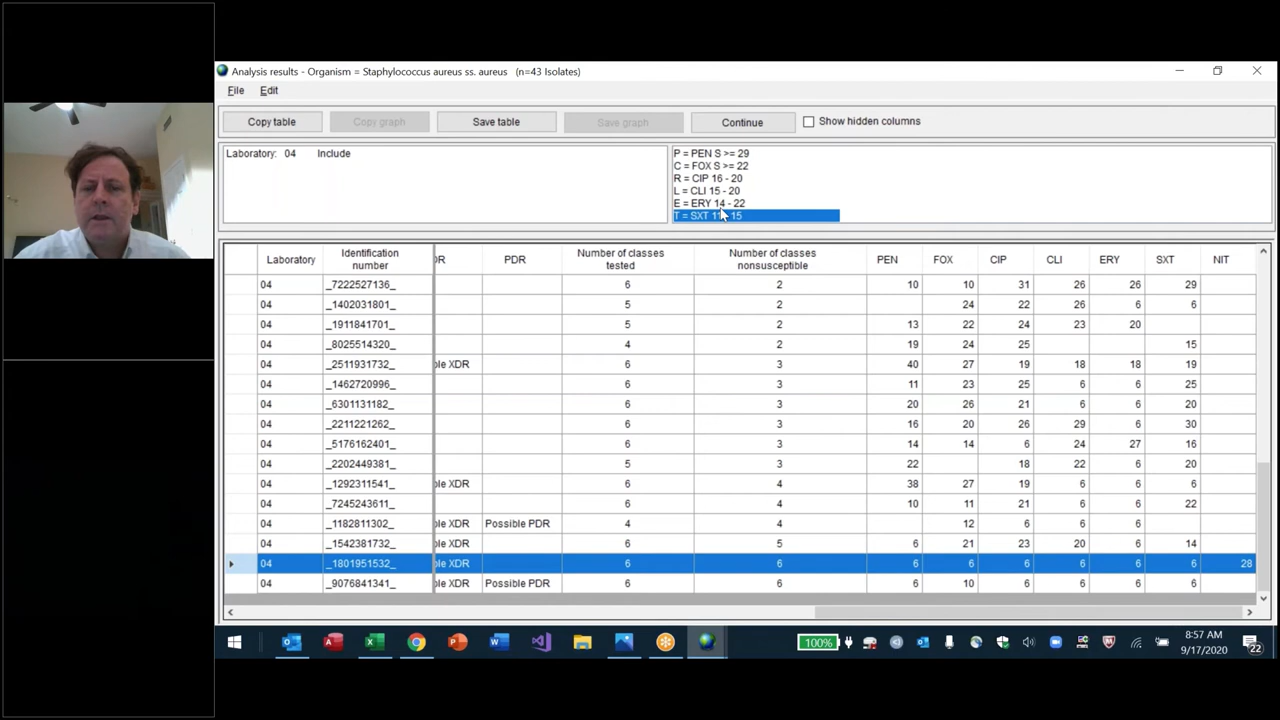 Analysis results - Organism = Staphylococcus aureus ss. aureus (n=43 Isolates)
File Edit
Copy table Copy graph Save table Save graph Continue Show hidden columns
Laboratory: 04 Include
P = PEN S >= 29
C = FOX S >= 22
R = CIP 16 - 20
L = CLI 15 - 20
E = ERY 14 - 22
T = SXT 11 - 15
Laboratory Identification number DR PDR Number of classes tested Number of classes nonsusceptible PEN FOX CIP CLI ERY SXT NIT
04 _7222527136_ 6 2 10 10 31 26 26 29
04 _1402031801_ 5 2 24 22 26 6 6
04 _1911841701_ 5 2 13 22 24 23 20
04 _8025514320_ 4 2 19 24 25 15
04 _2511931732_ ble XDR 6 3 40 27 19 18 18 19
04 _1462720996_ 6 3 11 23 25 6 6 25
04 _6301131182_ 6 3 20 26 21 6 6 20
04 _2211221262_ 6 3 16 20 26 29 6 30
04 _5176162401_ 6 3 14 14 6 24 27 16
04 _2202449381_ 5 3 22 18 22 6 20
04 _1292311541_ ble XDR 6 4 38 27 19 6 6 6
04 _7245243611_ 6 4 10 11 21 6 6 22
04 _1182811302_ ble XDR Possible PDR 4 4 12 6 6 6
04 _1542381732_ ble XDR 6 5 6 21 23 20 6 14
04 _1801951532_ ble XDR 6 6 6 6 6 6 6 6 28
04 _9076841341_ ble XDR Possible PDR 6 6 6 10 6 6 6 6
100% 8:57 AM
9/17/2020
22